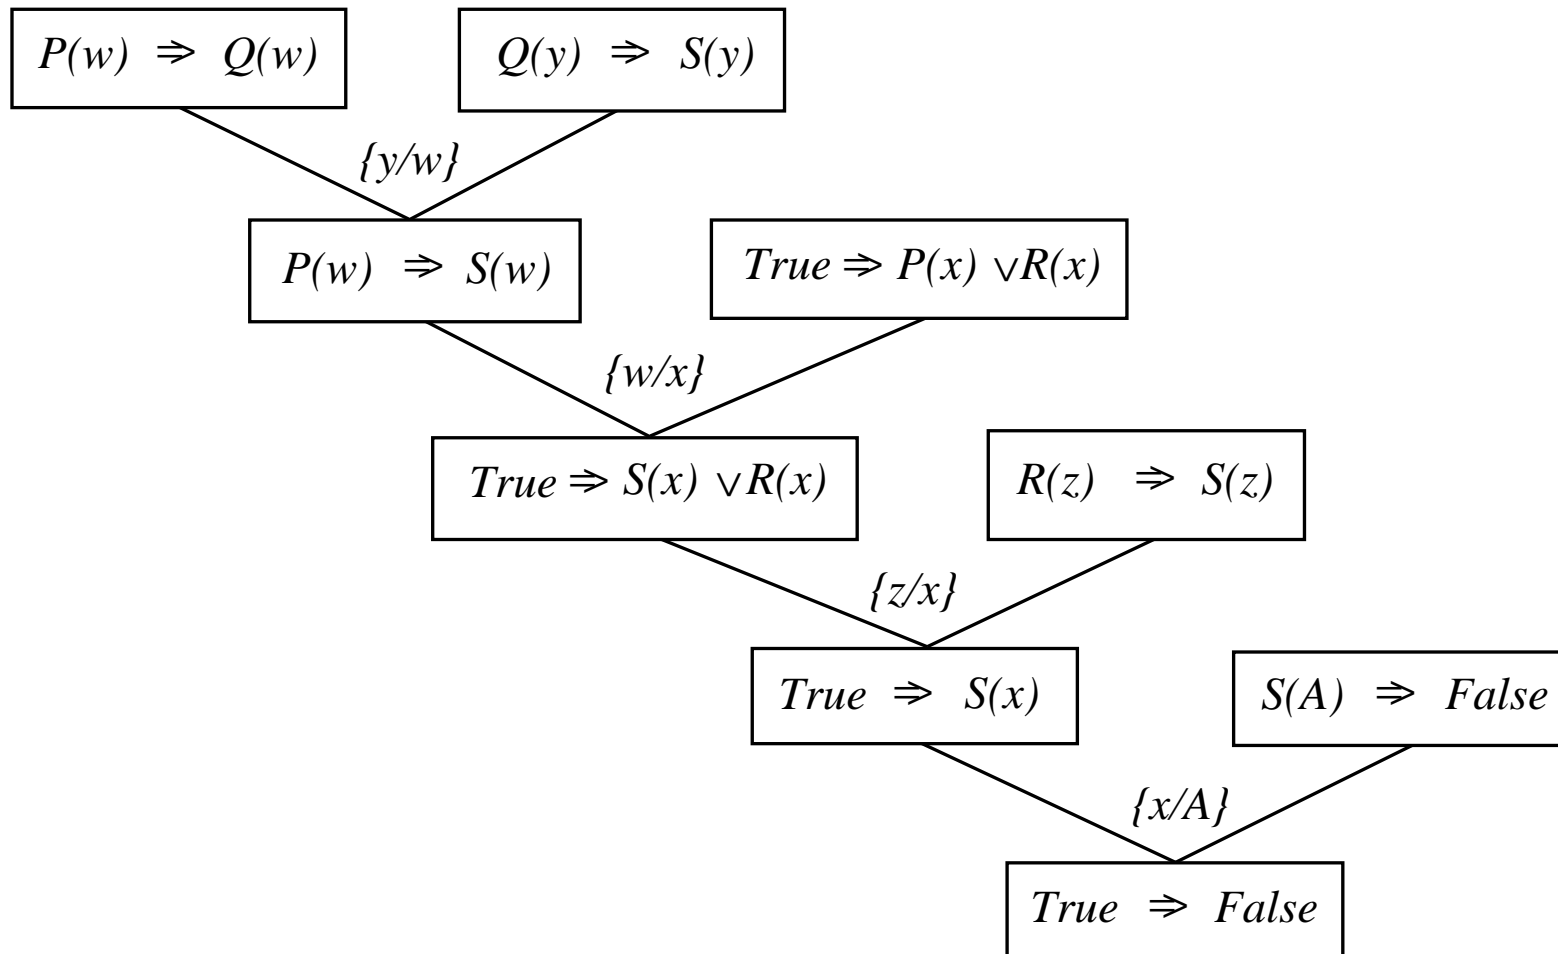 P(w) ⇒ Q(w)
Q(y) ⇒ S(y)
{y/w}
P(w) ⇒ S(w)
True ⇒ P(x) ∨R(x)
{w/x}
True ⇒ S(x) ∨R(x)
R(z) ⇒ S(z)
{z/x}
True ⇒ S(x)
S(A) ⇒ False
{x/A}
True ⇒ False